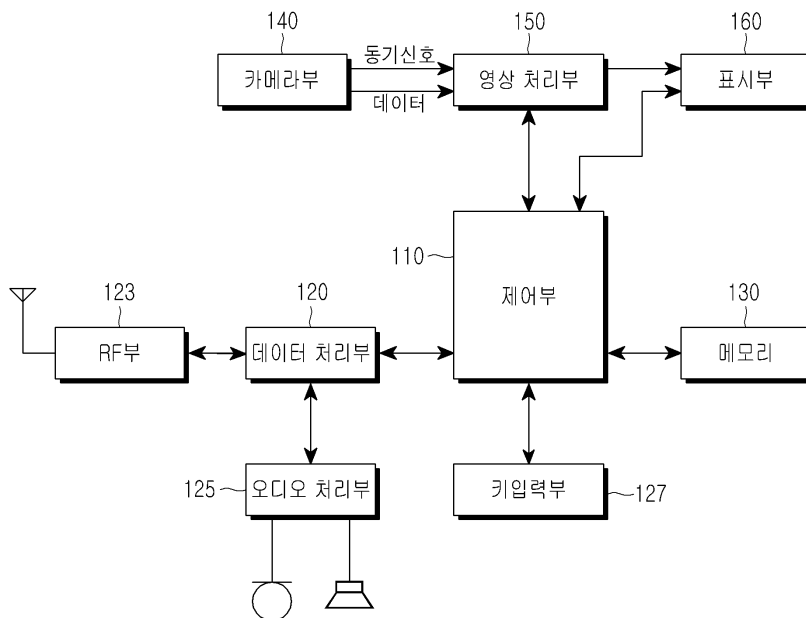 140
150
160
동기신호
카메라부
영상 처리부
표시부
데이터
110
제어부
123
120
130
RF부
데이터 처리부
메모리
125
오디오 처리부
키입력부
127